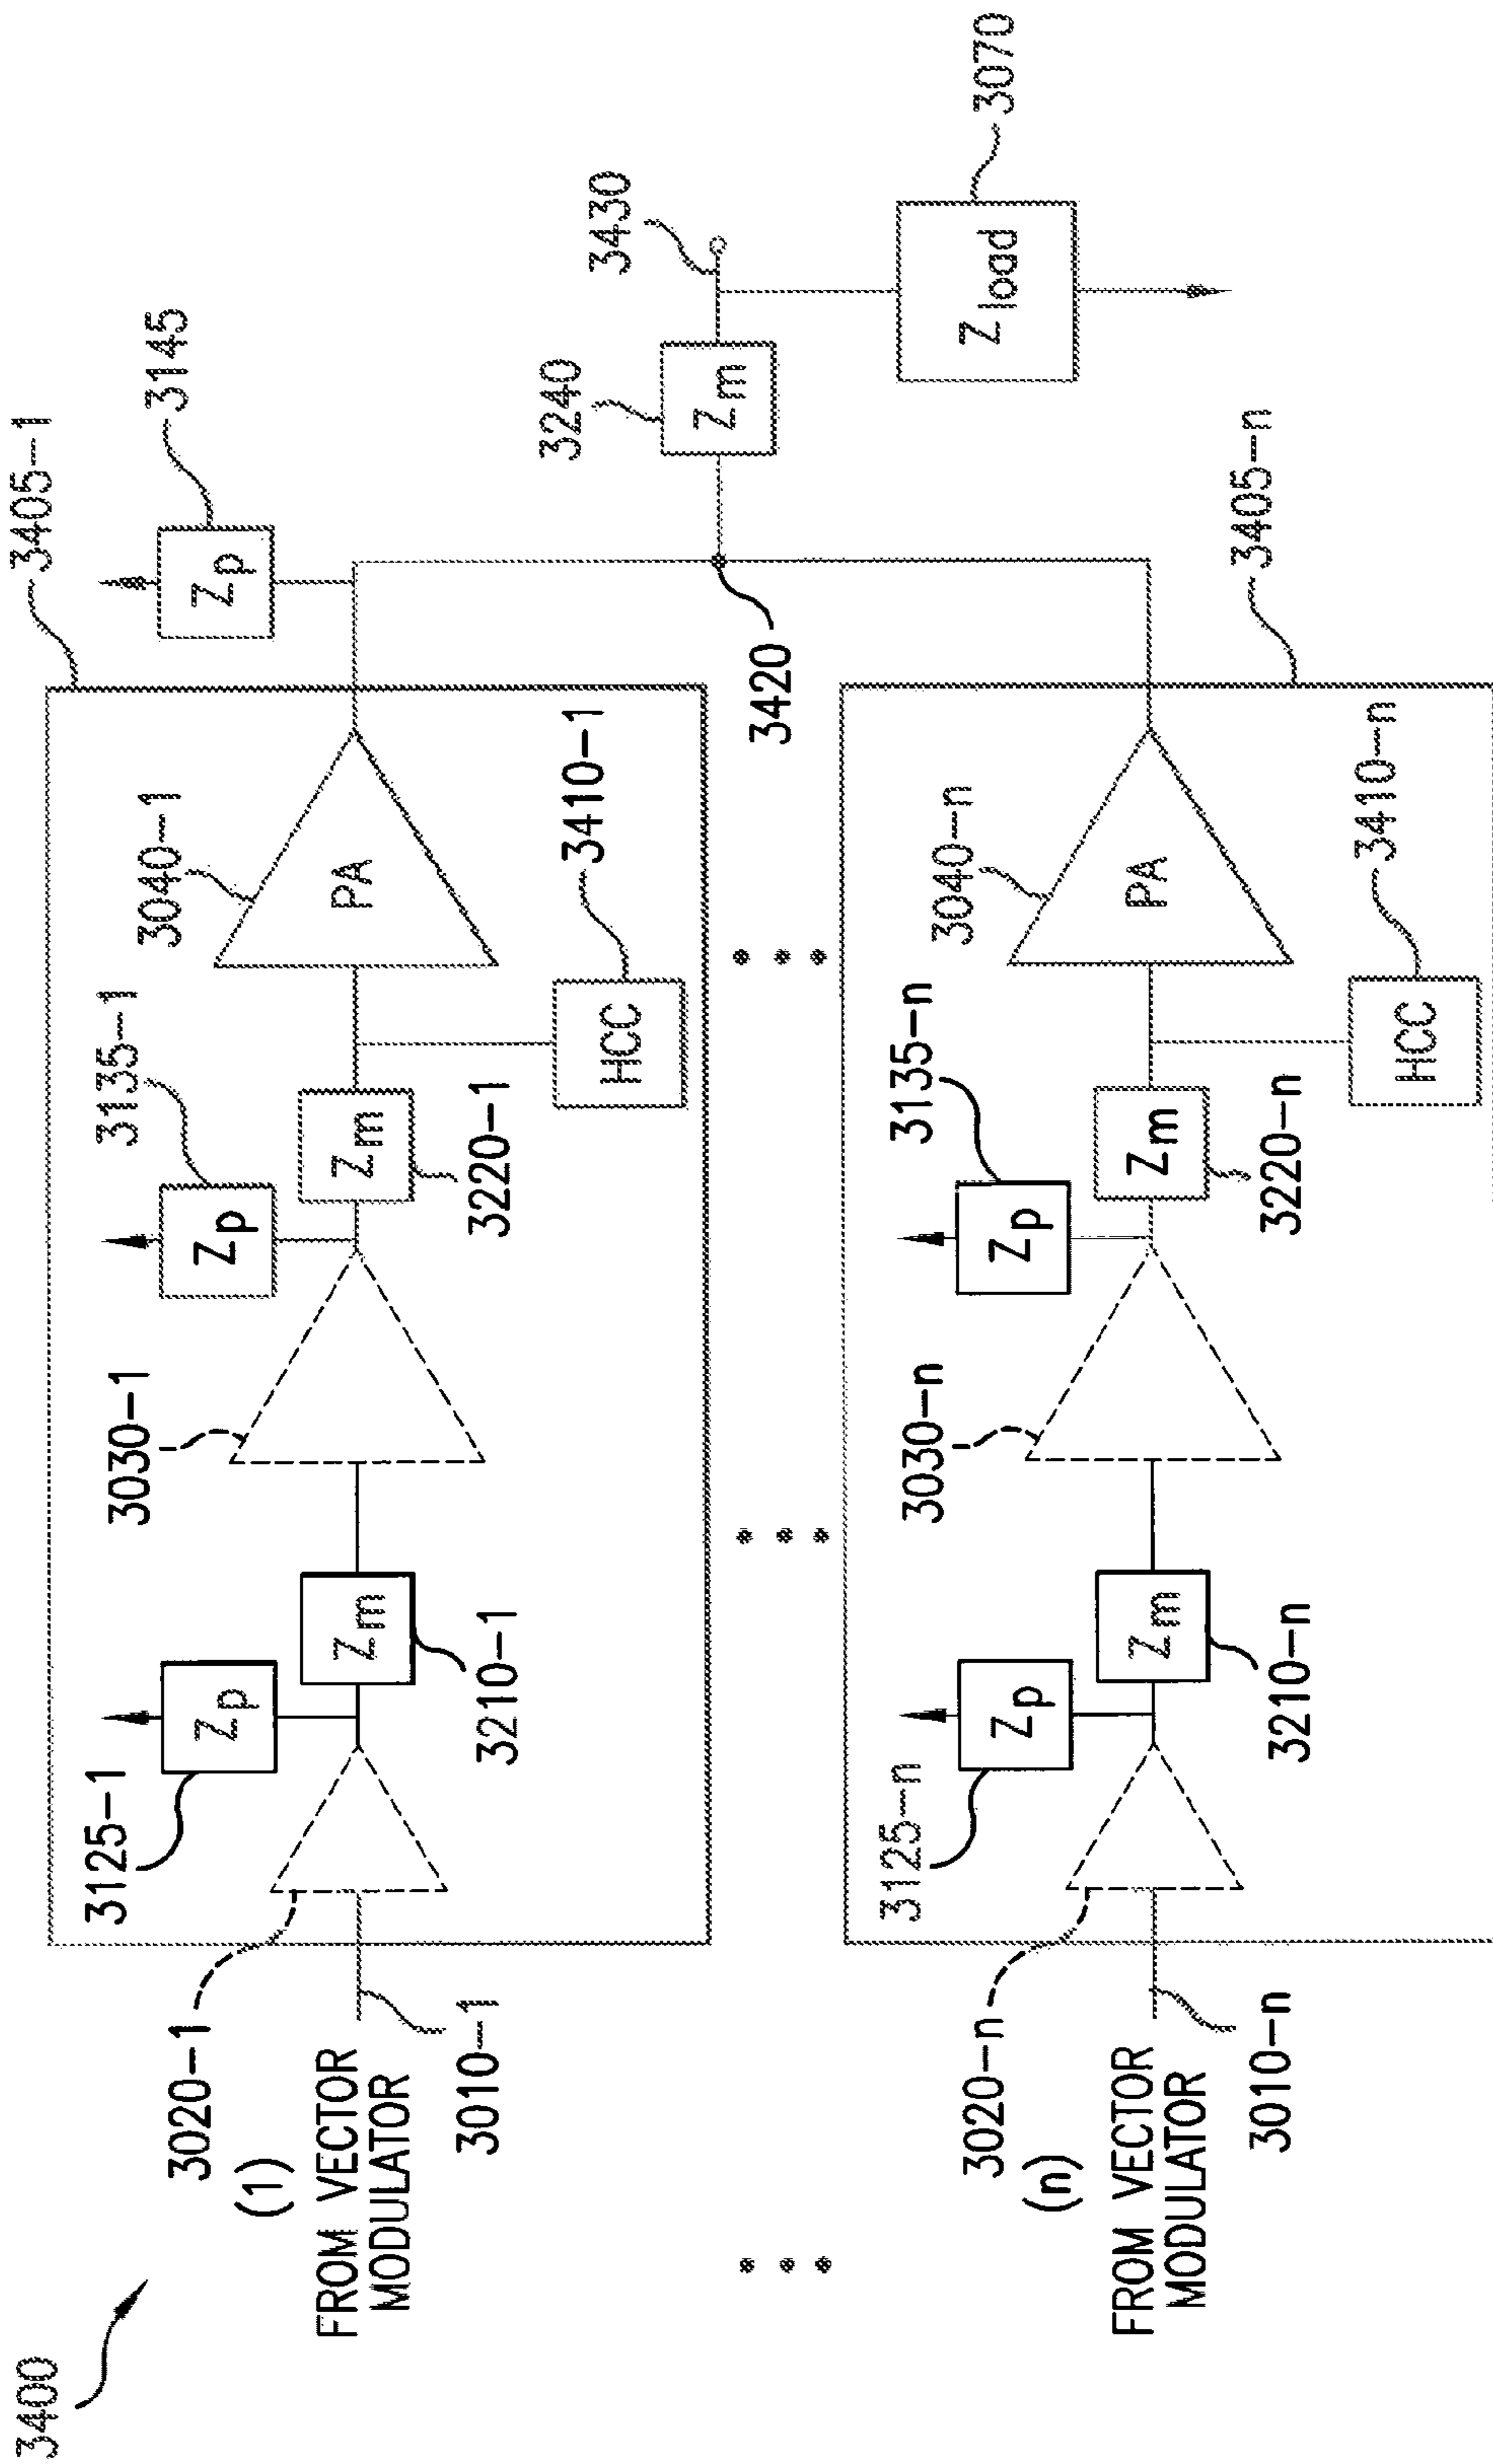 3400
3405-1
3125-1
Zp
3135-1
Zp
3145
Zp
3020-1
3030-1
3040-1
(1)
FROM VECTOR
MODULATOR
Zm
Zm
PA
3010-1
3210-1
3220-1
HCC
3410-1
3420
3240
Zm
3430
Zload
3070
3125-n
Zp
3135-n
Zp
3020-n
3030-n
3040-n
3405-n
(n)
FROM VECTOR
MODULATOR
Zm
Zm
PA
3010-n
3210-n
3220-n
HCC
3410-n